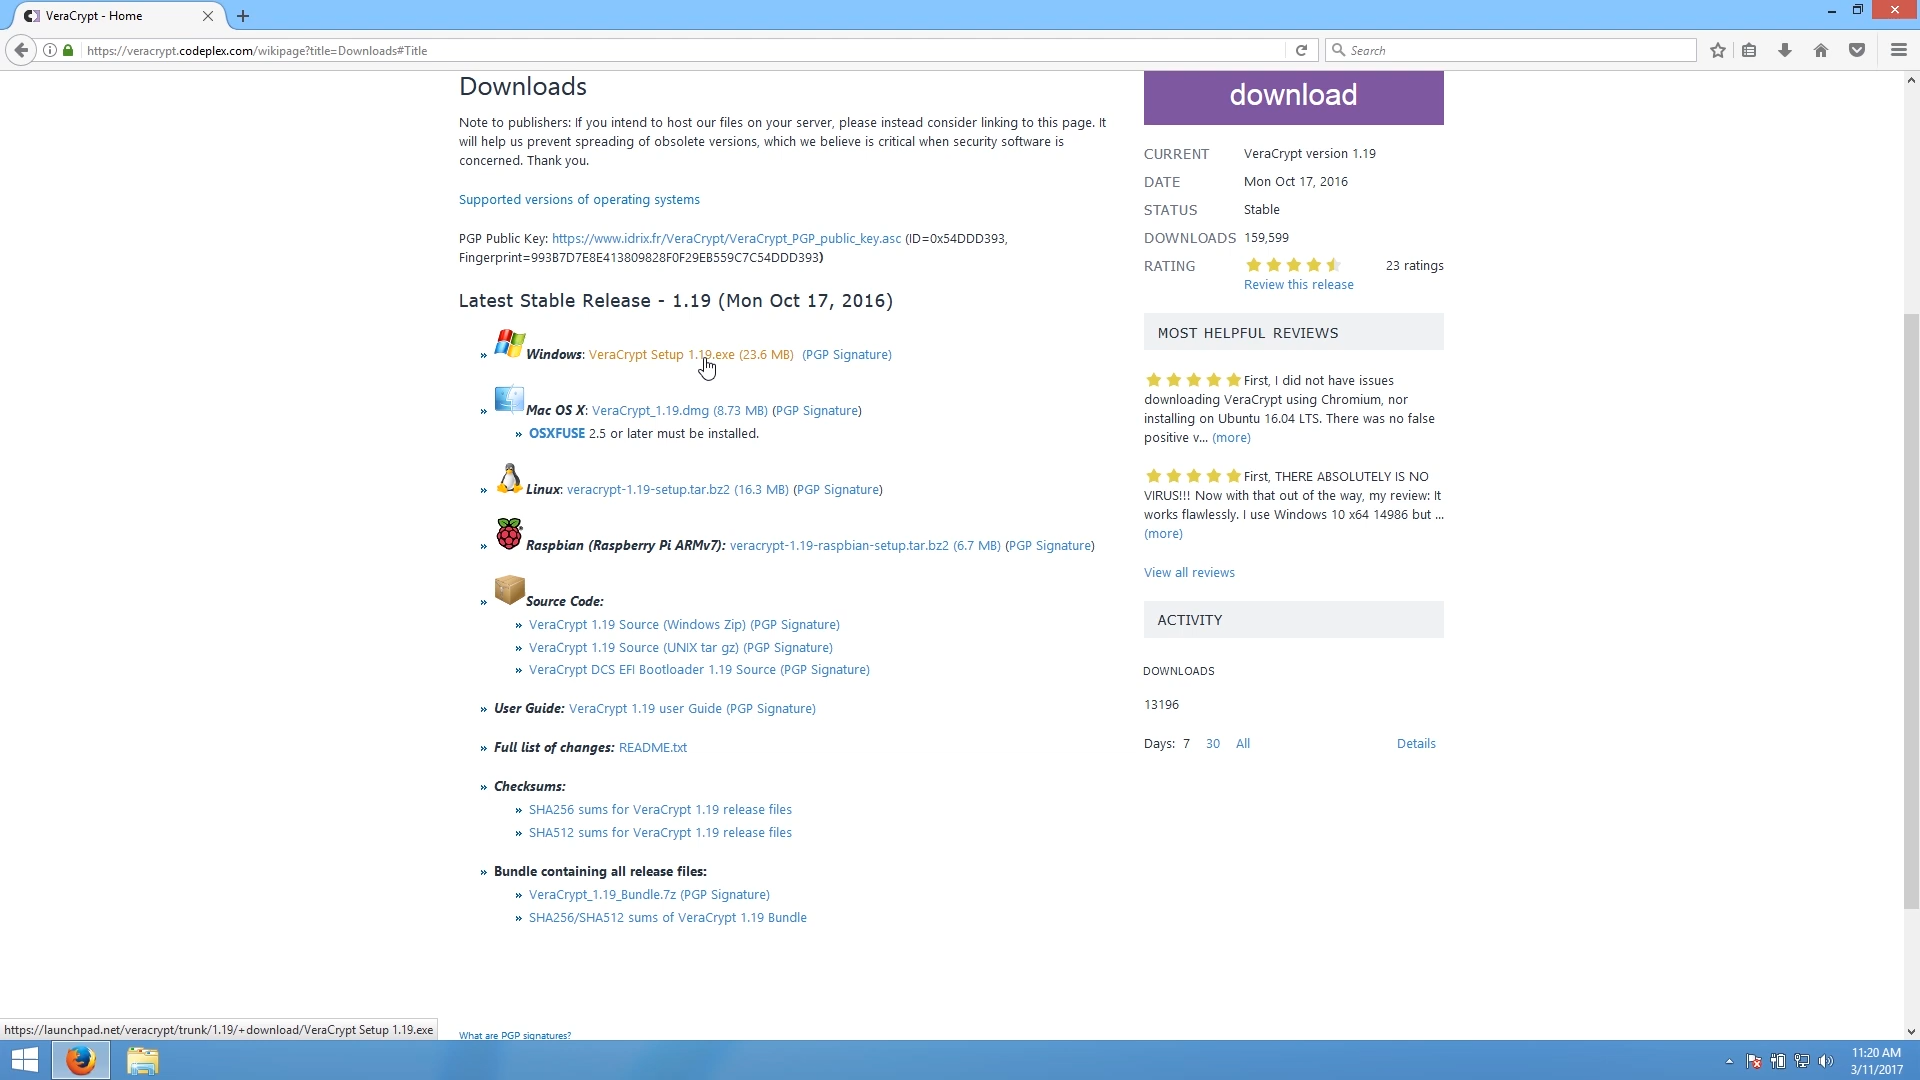 VeraCrypt - Home
https://veracrypt.codeplex.com/wikipage?title=Downloads#Title
Search
Downloads
Note to publishers: If you intend to host our files on your server, please instead consider linking to this page. It
will help us prevent spreading of obsolete versions, which we believe is critical when security software is
concerned. Thank you.
Supported versions of operating systems
PGP Public Key: https://www.idrix.fr/VeraCrypt/VeraCrypt_PGP_public_key.asc (ID=0x54DDD393,
Fingerprint=993B7D7E8E413809828F0F29EB559C7C54DDD393)
Latest Stable Release - 1.19 (Mon Oct 17, 2016)
» Windows: VeraCrypt Setup 1.19.exe (23.6 MB) (PGP Signature)
» Mac OS X: VeraCrypt_1.19.dmg (8.73 MB) (PGP Signature)
» OSXFUSE 2.5 or later must be installed.
» Linux: veracrypt-1.19-setup.tar.bz2 (16.3 MB) (PGP Signature)
» Raspbian (Raspberry Pi ARMv7): veracrypt-1.19-raspbian-setup.tar.bz2 (6.7 MB) (PGP Signature)
» Source Code:
» VeraCrypt 1.19 Source (Windows Zip) (PGP Signature)
» VeraCrypt 1.19 Source (UNIX tar gz) (PGP Signature)
» VeraCrypt DCS EFI Bootloader 1.19 Source (PGP Signature)
» User Guide: VeraCrypt 1.19 user Guide (PGP Signature)
» Full list of changes: README.txt
» Checksums:
» SHA256 sums for VeraCrypt 1.19 release files
» SHA512 sums for VeraCrypt 1.19 release files
» Bundle containing all release files:
» VeraCrypt_1.19_Bundle.7z (PGP Signature)
» SHA256/SHA512 sums of VeraCrypt 1.19 Bundle
What are PGP signatures?
download
CURRENT VeraCrypt version 1.19
DATE Mon Oct 17, 2016
STATUS Stable
DOWNLOADS 159,599
RATING 23 ratings
Review this release
MOST HELPFUL REVIEWS
First, I did not have issues
downloading VeraCrypt using Chromium, nor
installing on Ubuntu 16.04 LTS. There was no false
positive v... (more)
First, THERE ABSOLUTELY IS NO
VIRUS!!! Now with that out of the way, my review: It
works flawlessly. I use Windows 10 x64 14986 but ...
(more)
View all reviews
ACTIVITY
DOWNLOADS
13196
Days: 7 30 All Details
https://launchpad.net/veracrypt/trunk/1.19/+download/VeraCrypt Setup 1.19.exe
11:20 AM
3/11/2017